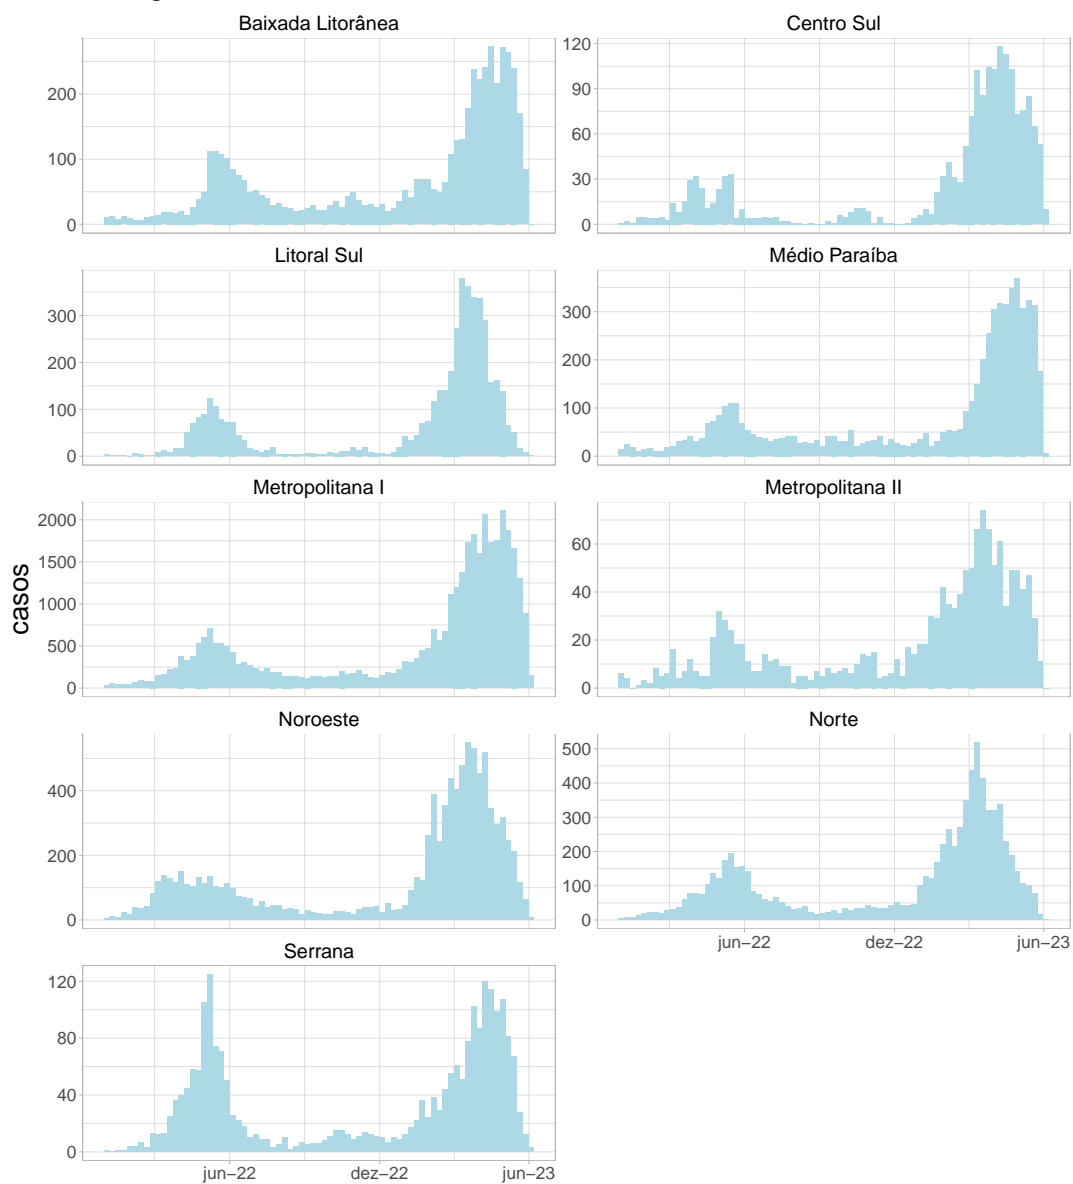 Baixada Litorânea
Centro Sul
200
100
0
120
90
60
30
0
Litoral Sul
Médio Paraíba
300
200
100
0
300
200
100
0
Metropolitana I
Metropolitana II
2000
1500
1000
500
0
60
40
20
0
casos
Noroeste
Norte
400
200
0
500
400
300
200
100
0
jun–22
dez–22
jun–23
Serrana
120
80
40
0
jun–22
dez–22
jun–23